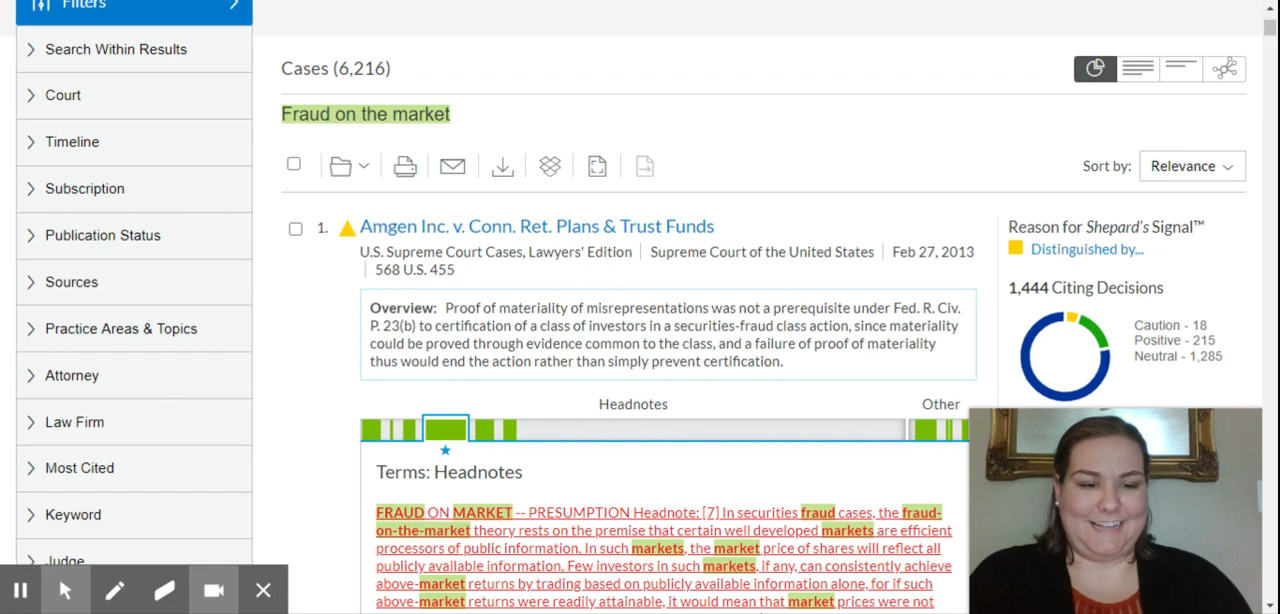 Filters
Search Within Results
Court
Timeline
Subscription
Publication Status
Sources
Practice Areas & Topics
Attorney
Law Firm
Most Cited
Keyword
Judge
Cases (6,216)
Fraud on the market
Sort by: Relevance
1. Amgen Inc. v. Conn. Ret. Plans & Trust Funds
U.S. Supreme Court Cases, Lawyers' Edition | Supreme Court of the United States | Feb 27, 2013
| 568 U.S. 455
Overview: Proof of materiality of misrepresentations was not a prerequisite under Fed. R. Civ.
P. 23(b) to certification of a class of investors in a securities-fraud class action, since materiality
could be proved through evidence common to the class, and a failure of proof of materiality
thus would end the action rather than simply prevent certification.
Headnotes Other
Terms: Headnotes
FRAUD ON MARKET -- PRESUMPTION Headnote: [7] In securities fraud cases, the fraud-
on-the-market theory rests on the premise that certain well developed markets are efficient
processors of public information. In such markets, the market price of shares will reflect all
publicly available information. Few investors in such markets, if any, can consistently achieve
above-market returns by trading based on publicly available information alone, for if such
above-market returns were readily attainable, it would mean that market prices were not
Reason for Shepard's Signal™
Distinguished by...
1,444 Citing Decisions
Caution - 18
Positive - 215
Neutral - 1,285